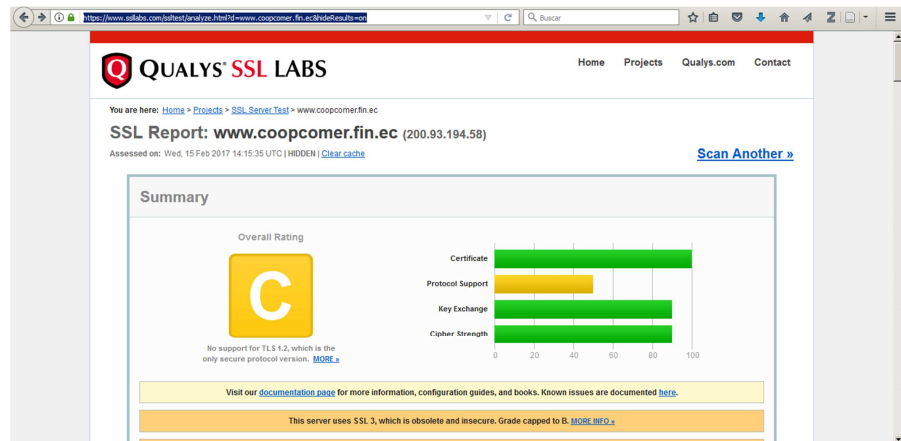 https://www.ssllabs.com/ssltest/analyze.html?d=www.coopcomer.fin.ec&hideResults=on
Buscar
QUALYS® SSL LABS
Home Projects Qualys.com Contact
You are here: Home > Projects > SSL Server Test > www.coopcomer.fin.ec
SSL Report: www.coopcomer.fin.ec (200.93.194.58)
Assessed on: Wed, 15 Feb 2017 14:15:35 UTC | HIDDEN | Clear cache
Scan Another »
Summary
Overall Rating
C
No support for TLS 1.2, which is the
only secure protocol version. MORE »
Certificate
Protocol Support
Key Exchange
Cipher Strength
0 20 40 60 80 100
Visit our documentation page for more information, configuration guides, and books. Known issues are documented here.
This server uses SSL 3, which is obsolete and insecure. Grade capped to B. MORE INFO »